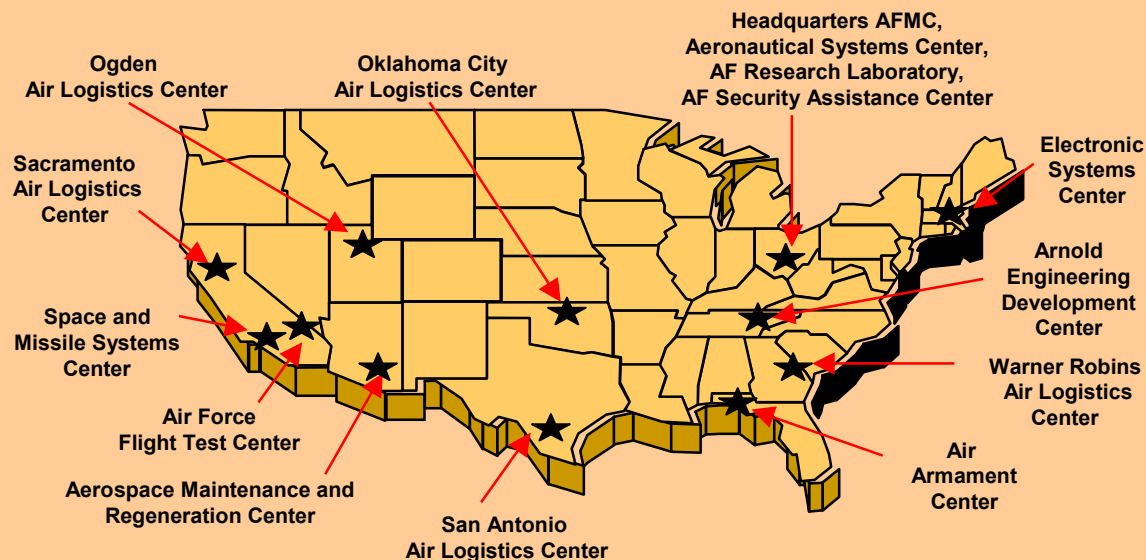 Headquarters AFMC,
Aeronautical Systems Center,
AF Research Laboratory,
AF Security Assistance Center
Ogden
Air Logistics Center
Oklahoma City
Air Logistics Center
Electronic
Systems
Center
Sacramento
Air Logistics
Center
Arnold
Engineering
Development
Center
Space and
Missile Systems
Center
Warner Robins
Air Logistics
Center
Air Force
Flight Test Center
Air
Armament
Center
Aerospace Maintenance and
Regeneration Center
San Antonio
Air Logistics Center